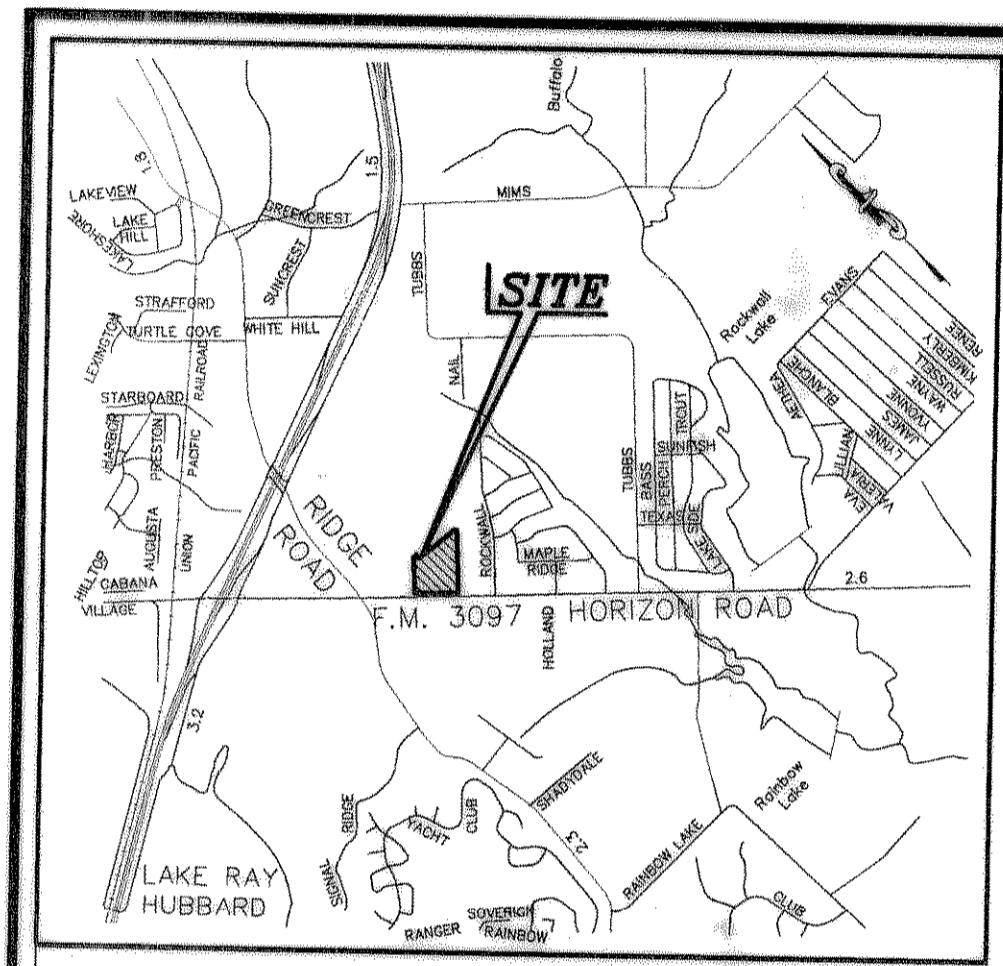 Buffalo
1.8
1.5
MIMS
LAKEVIEW
LAKE
HILL
LAKESHORE
GREENCREST
SUNCREST
TUBBS
SITE
STRAFFORD
TURTLE COVE
WHITE HILL
LEXINGTON
RAILROAD
NAIL
Rockwall
Lake
EVANS
RENEE
KIMBERLY
RUSSELL
WAYNE
YVONNE
JAMES
LYNNE
BLANCHE
ALTHEA
LILLIAN
VALERIA
EVA
STARBOARD
HARBOR
PRESTON
PACIFIC
AUGUSTA
UNION
HILLTOP
CABANA
VILLAGE
RIDGE
ROAD
ROCKWALL
MAPLE
RIDGE
TUBBS
BASS
PERCH
SUNFISH
TROUT
TEXAS
LAKE SIDE
2.6
F.M. 3097 HORIZON ROAD
HOLLAND
3.2
SHADYDALE
2.3
RAINBOW LAKE
Rainbow
Lake
SIGNAL
RIDGE
YACHT
CLUB
CLUB
LAKE RAY
HUBBARD
RANGER
SOVERIGH
RAINBOW